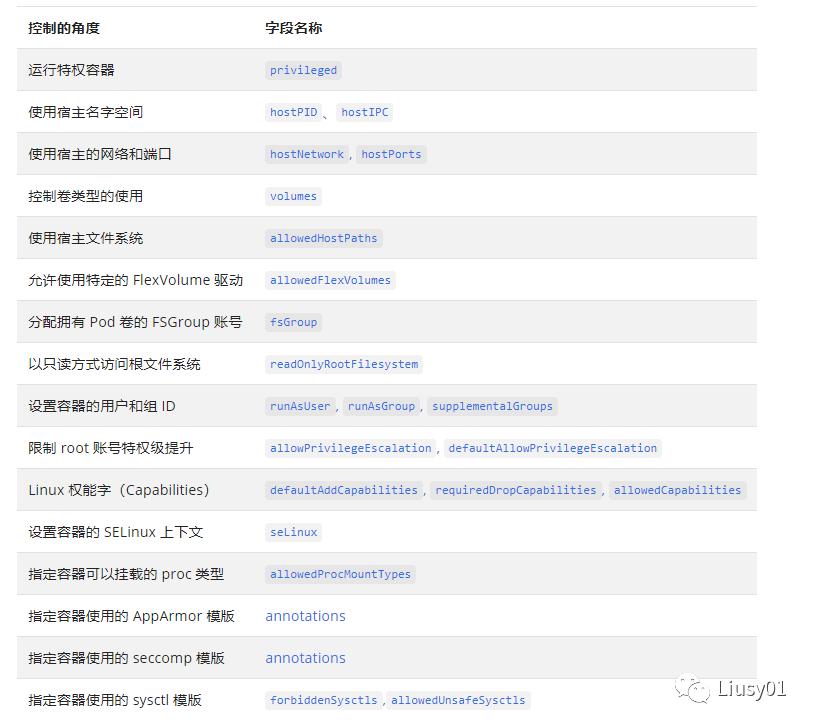 控制的角度 字段名称
运行特权容器 privileged
使用宿主名字空间 hostPID 、 hostIPC
使用宿主的网络和端口 hostNetwork, hostPorts
控制卷类型的使用 volumes
使用宿主文件系统 allowedHostPaths
允许使用特定的 FlexVolume 驱动 allowedFlexVolumes
分配拥有 Pod 卷的 FSGroup 账号 fsGroup
以只读方式访问根文件系统 readOnlyRootFilesystem
设置容器的用户和组 ID runAsUser, runAsGroup, supplementalGroups
限制 root 账号特权级提升 allowPrivilegeEscalation, defaultAllowPrivilegeEscalation
Linux 权能字（Capabilities） defaultAddCapabilities, requiredDropCapabilities, allowedCapabilities
设置容器的 SELinux 上下文 seLinux
指定容器可以挂载的 proc 类型 allowedProcMountTypes
指定容器使用的 AppArmor 模版 annotations
指定容器使用的 seccomp 模版 annotations
指定容器使用的 sysctl 模版 forbiddenSysctls,allowedUnsafeSysctls
Liusy01